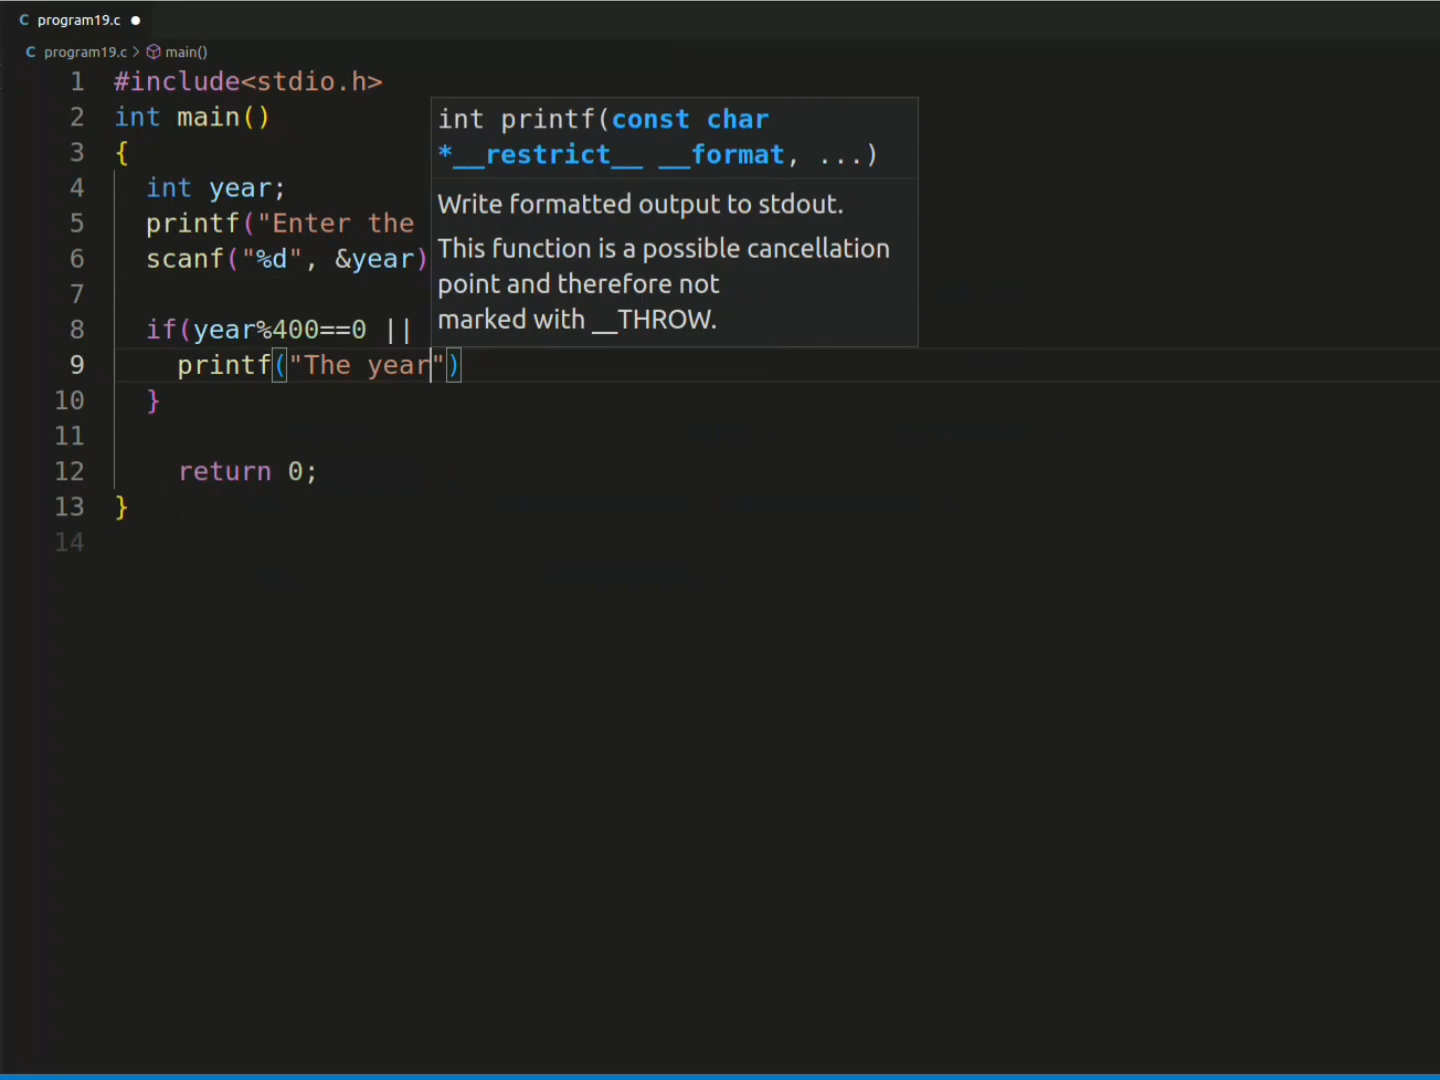 program19.c
program19.c > main()
1 #include<stdio.h>
2 int main()
3 {
4 int year;
5 printf("Enter the
6 scanf("%d", &year)
7
8 if(year%400==0 ||
9 printf("The year")
10 }
11
12 return 0;
13 }
14
int printf(const char
*__restrict__ __format, ...)
Write formatted output to stdout.
This function is a possible cancellation
point and therefore not
marked with __THROW.